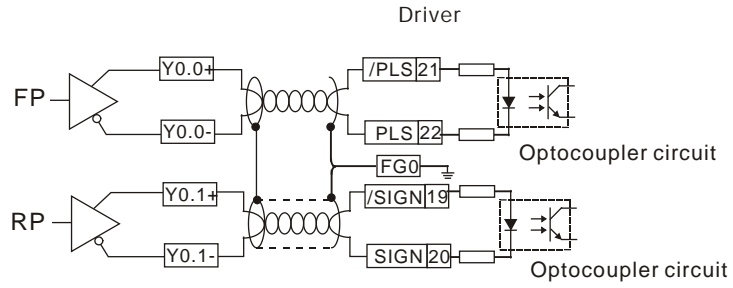 Driver
Y0.0+
/PLS 21
FP
Y0.0-
PLS 22
Optocoupler circuit
FG0
Y0.1+
/SIGN 19
RP
Y0.1-
SIGN 20
Optocoupler circuit